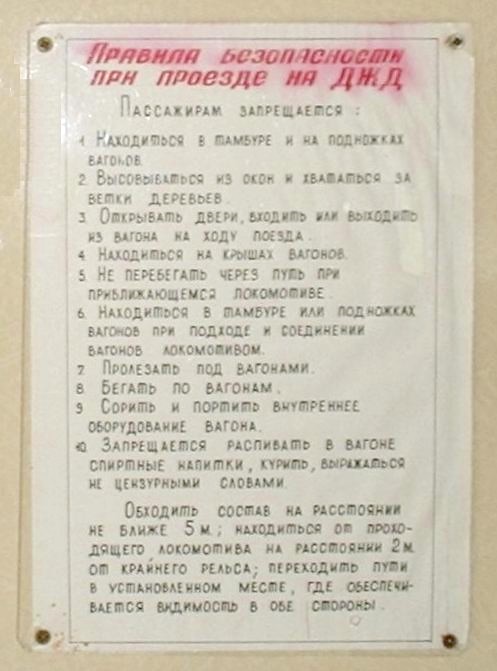 Правила безопасности
при проезде на ДЖД
Пассажирам запрещается:
1. Находиться в тамбуре и на подножках
вагонов.
2. Высовываться из окон и хвататься за
ветки деревьев.
3. Открывать двери, входить или выходить
из вагона на ходу поезда.
4. Находиться на крышах вагонов.
5. Не перебегать через путь при
приближающемся локомотиве.
6. Находиться в тамбуре или подножках
вагонов при подходе и соединении
вагонов локомотивом.
7. Пролезать под вагонами.
8. Бегать по вагонам.
9 Сорить и портить внутреннее
оборудование вагона.
10. Запрещается распивать в вагоне
спиртные напитки, курить, выражаться
не цензурными словами.
Обходить состав на расстоянии
не ближе 5 м.; находиться от прохо-
дящего локомотива на расстоянии 2 м.
от крайнего рельса; переходить пути
в установленном месте, где обеспечи-
вается видимость в обе стороны.